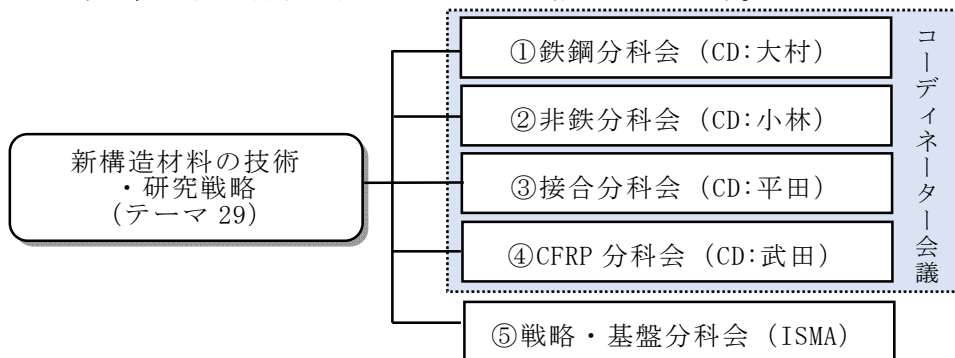 ①鉄鋼分科会 (CD:大村)
②非鉄分科会 (CD:小林)
③接合分科会 (CD:平田)
④CFRP 分科会 (CD:武田)
⑤戦略・基盤分科会 (ISMA)
新構造材料の技術
・研究戦略
(テーマ 29)
コーディネーター会議